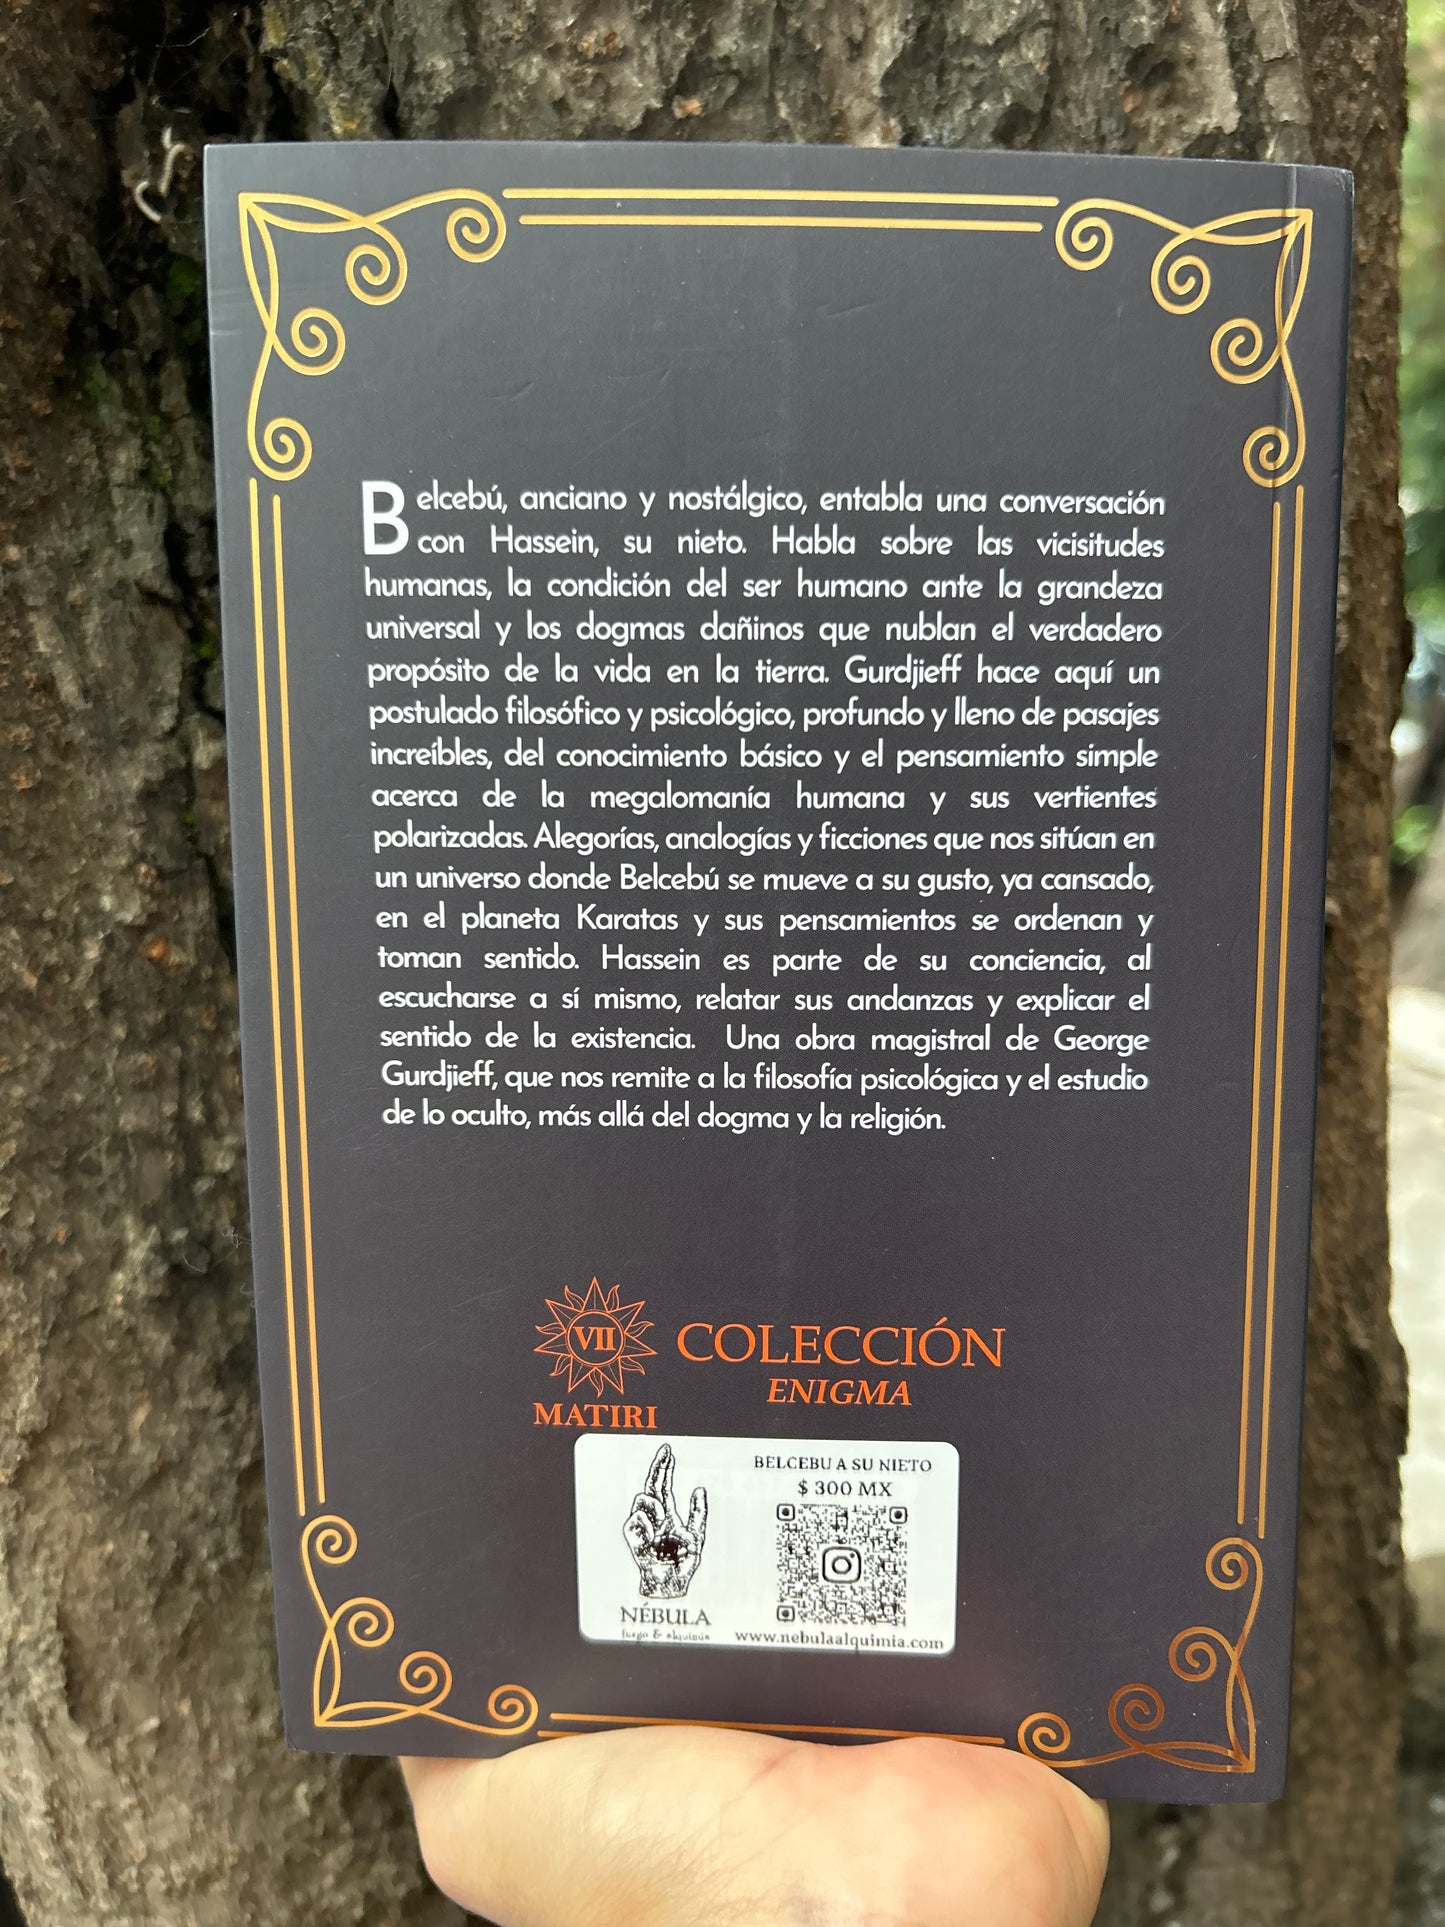 Belcebú, anciano y nostálgico, entabla una conversación
con Hassein, su nieto. Habla sobre las vicisitudes
humanas, la condición del ser humano ante la grandeza
universal y los dogmas dañinos que nublan el verdadero
propósito de la vida en la tierra. Gurdjieff hace aquí un
postulado filosófico y psicológico, profundo y lleno de pasajes
increíbles, del conocimiento básico y el pensamiento simple
acerca de la megalomanía humana y sus vertientes
polarizadas. Alegorías, analogías y ficciones que nos sitúan en
un universo donde Belcebú se mueve a su gusto, ya cansado,
en el planeta Karatas y sus pensamientos se ordenan y
toman sentido. Hassein es parte de su conciencia, al
escucharse a sí mismo, relatar sus andanzas y explicar el
sentido de la existencia. Una obra magistral de George
Gurdjieff, que nos remite a la filosofía psicológica y el estudio
de lo oculto, más allá del dogma y la religión.
VII
MATIRI
COLECCIÓN
ENIGMA
BELCEBU A SU NIETO
$ 300 MX
NÉBULA
fuego & alquimia
www.nebulaalquimia.com